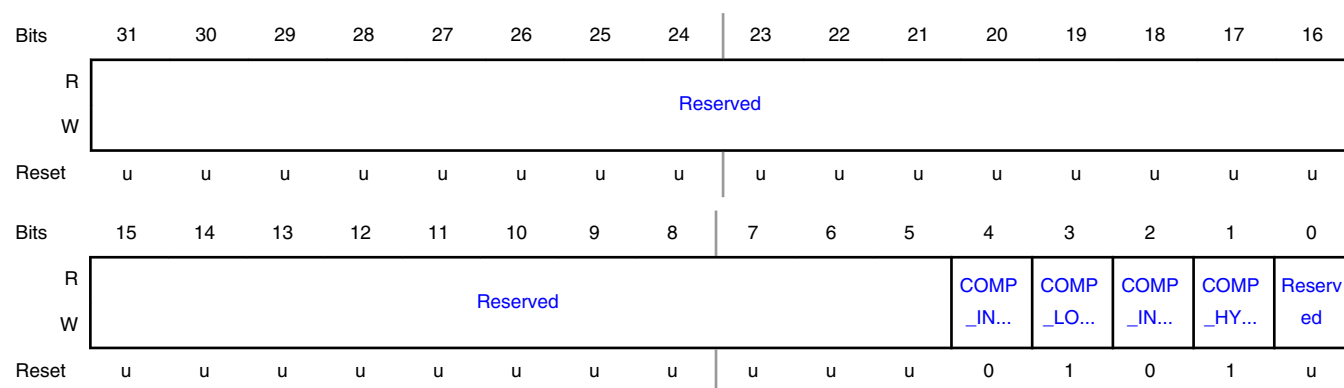 Bits 31 30 29 28 27 26 25 24 23 22 21 20 19 18 17 16
R
Reserved
W
Reset u u u u u u u u u u u u u u u u
Bits 15 14 13 12 11 10 9 8 7 6 5 4 3 2 1 0
R
Reserved COMP COMP COMP COMP Reserv
W _IN... _LO... _IN... _HY... ed
Reset u u u u u u u u u u u 0 1 0 1 u